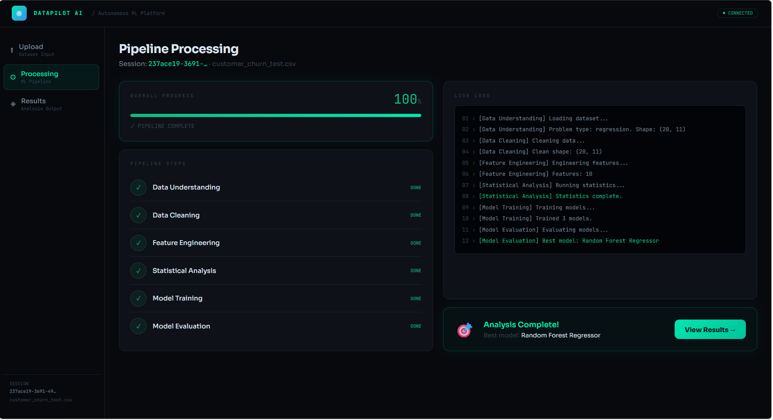 DATAPILOT AI / Autonomous ML Platform
CONNECTED
Upload
Dataset Input
Processing
ML Pipeline
Results
Analysis Output
Pipeline Processing
Session: 237ace19-3691-… · customer_churn_test.csv
OVERALL PROGRESS
100%
✓ PIPELINE COMPLETE
PIPELINE STEPS
✓ Data Understanding DONE
✓ Data Cleaning DONE
✓ Feature Engineering DONE
✓ Statistical Analysis DONE
✓ Model Training DONE
✓ Model Evaluation DONE
LIVE LOGS
01 › [Data Understanding] Loading dataset...
02 › [Data Understanding] Problem type: regression. Shape: (20, 11)
03 › [Data Cleaning] Cleaning data...
04 › [Data Cleaning] Clean shape: (20, 11)
05 › [Feature Engineering] Engineering features...
06 › [Feature Engineering] Features: 10
07 › [Statistical Analysis] Running statistics...
08 › [Statistical Analysis] Statistics complete.
09 › [Model Training] Training models...
10 › [Model Training] Trained 3 models.
11 › [Model Evaluation] Evaluating models...
12 › [Model Evaluation] Best model: Random Forest Regressor
Analysis Complete!
Best model: Random Forest Regressor
View Results →
SESSION
237ace19-3691-49…
customer_churn_test.csv